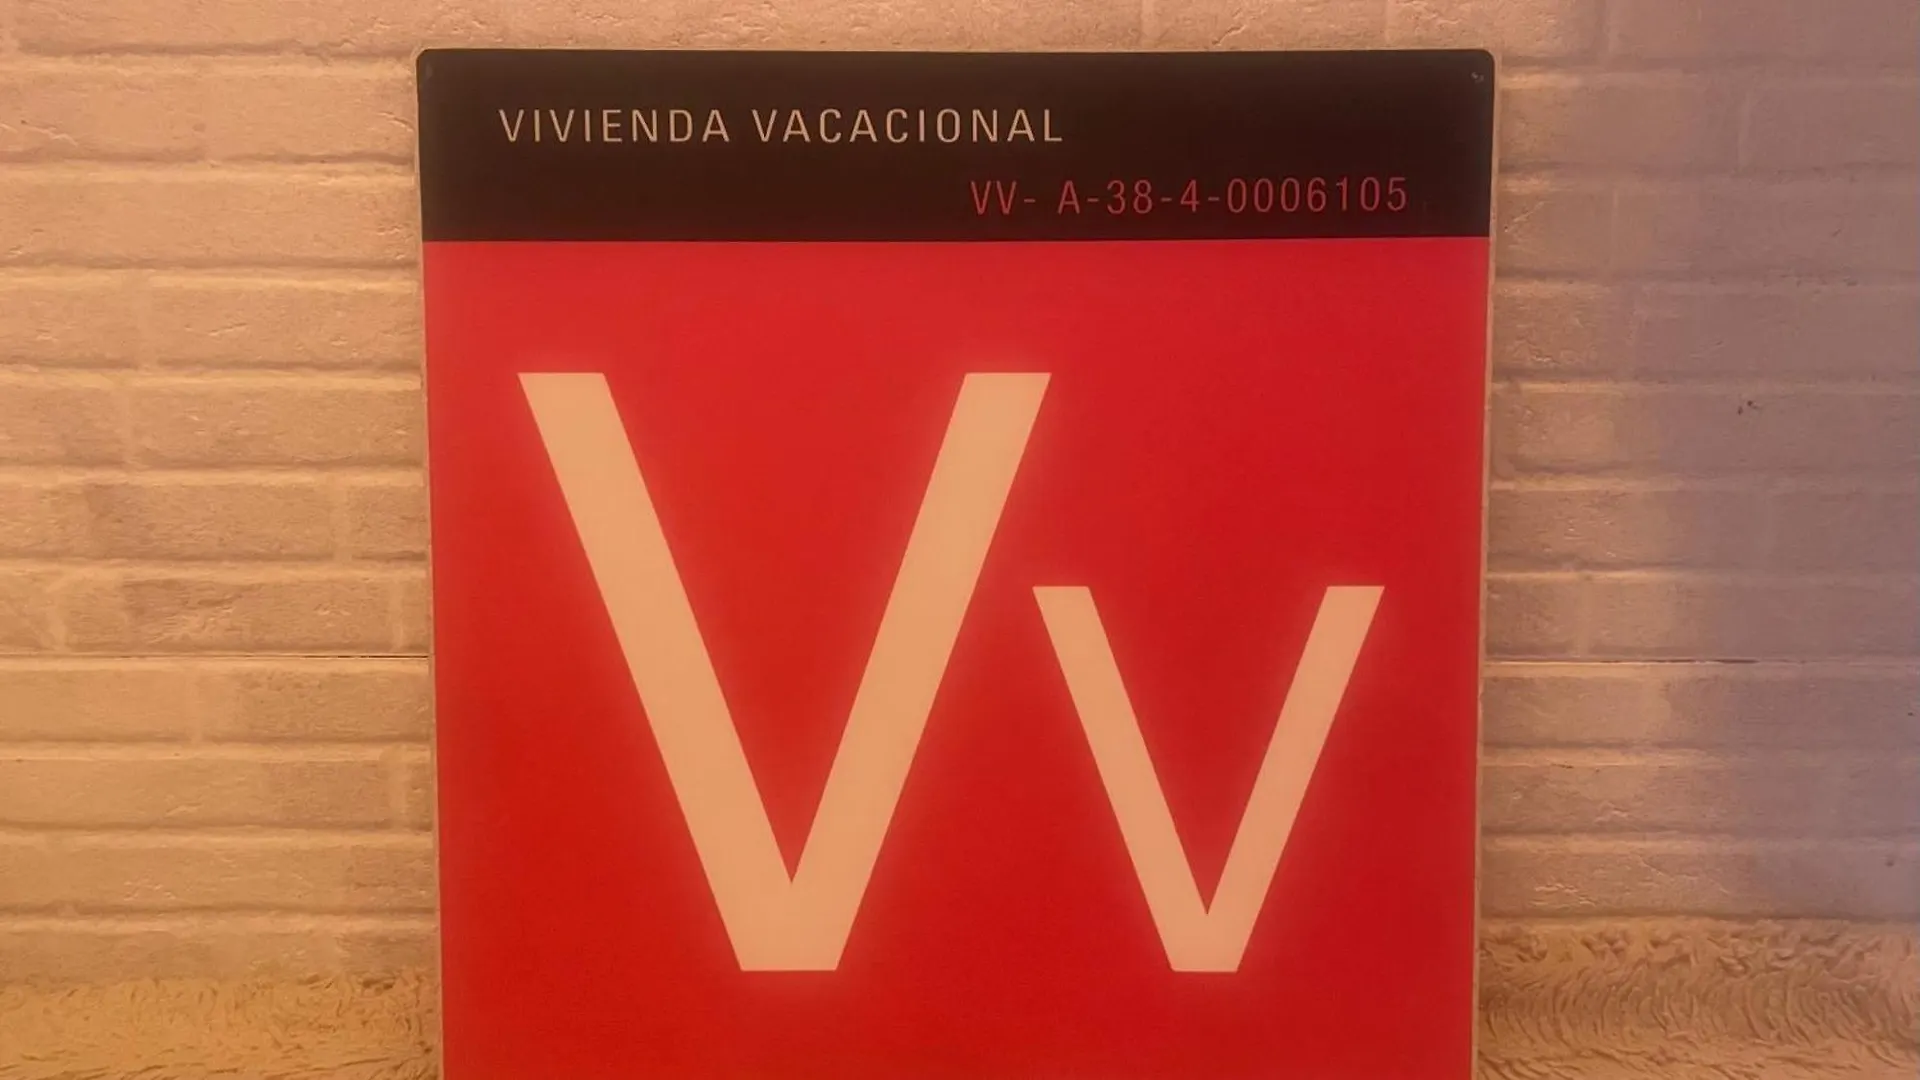 VIVIENDA VACACIONAL
VV- A-38-4-0006105
Vv